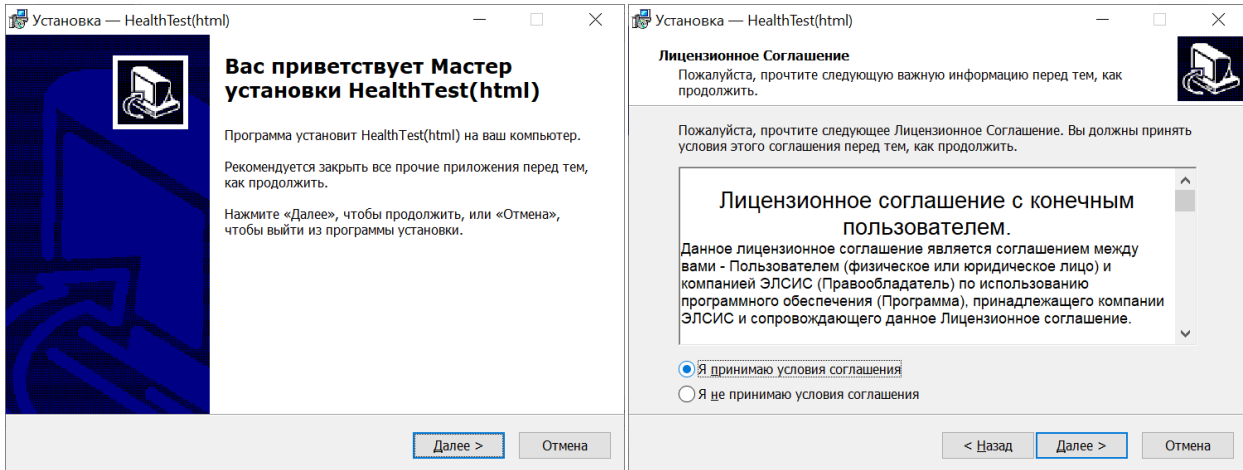 Установка — HealthTest(html)
Вас приветствует Мастер
установки HealthTest(html)
Программа установит HealthTest(html) на ваш компьютер.
Рекомендуется закрыть все прочие приложения перед тем,
как продолжить.
Нажмите «Далее», чтобы продолжить, или «Отмена»,
чтобы выйти из программы установки.
Далее >
Отмена
Установка — HealthTest(html)
Лицензионное Соглашение
Пожалуйста, прочтите следующую важную информацию перед тем, как
продолжить.
Пожалуйста, прочтите следующее Лицензионное Соглашение. Вы должны принять
условия этого соглашения перед тем, как продолжить.
Лицензионное соглашение с конечным
пользователем.
Данное лицензионное соглашение является соглашением между
вами - Пользователем (физическое или юридическое лицо) и
компанией ЭЛСИС (Правообладатель) по использованию
программного обеспечения (Программа), принадлежащего компании
ЭЛСИС и сопровождающего данное Лицензионное соглашение.
Я принимаю условия соглашения
Я не принимаю условия соглашения
< Назад
Далее >
Отмена